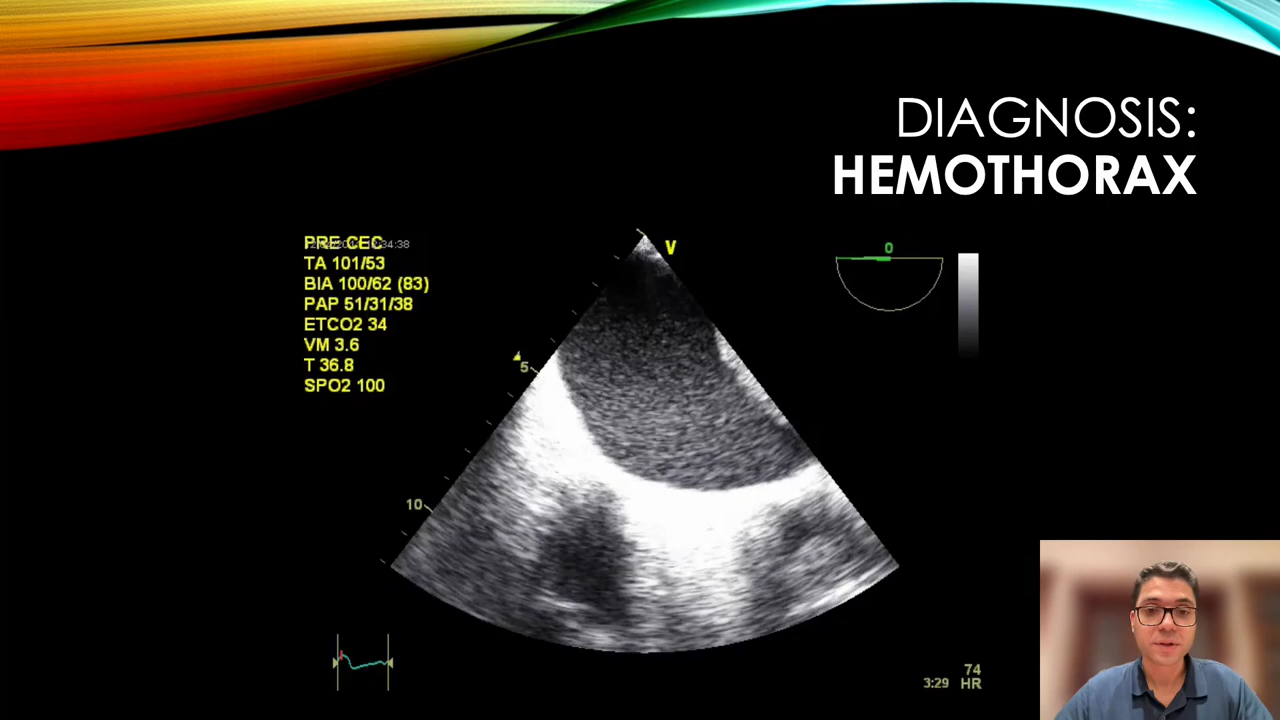 DIAGNOSIS:
HEMOTHORAX
PRE CEC
TA 101/53
BIA 100/62 (83)
PAP 51/31/38
ETCO2 34
VM 3.6
T 36.8
SPO2 100
V
0
5
10
74
3:29 HR